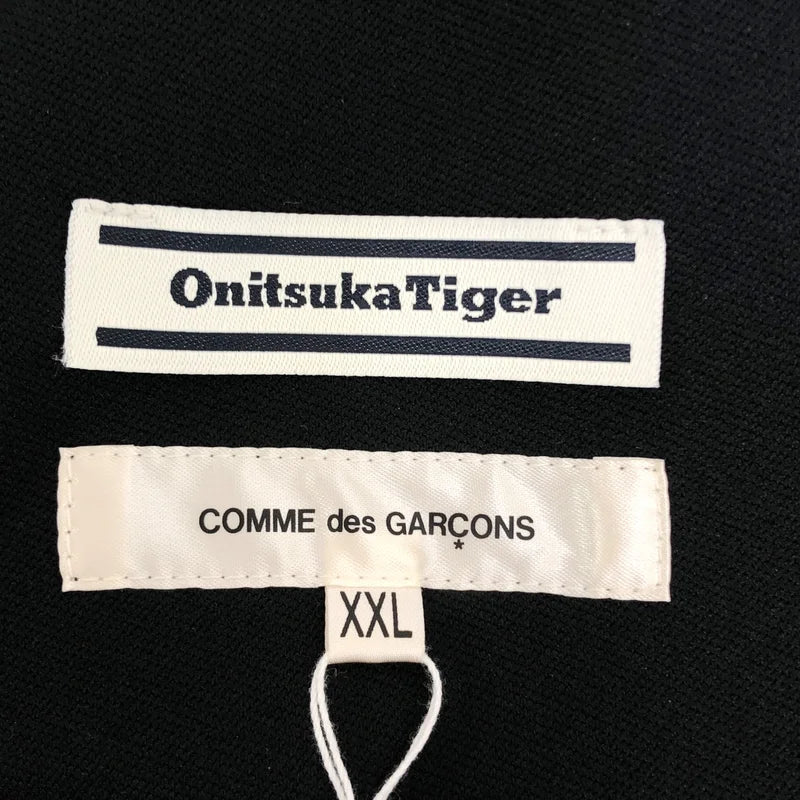 OnitsukaTiger
COMME des GARÇONS
*
XXL